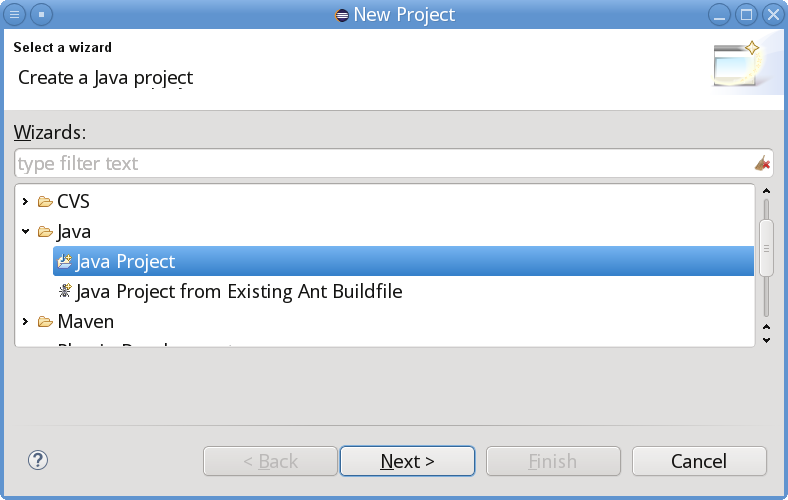 New Project
Select a wizard
Create a Java project
Wizards:
type filter text
CVS
Java
Java Project
Java Project from Existing Ant Buildfile
Maven
< Back
Next >
Finish
Cancel